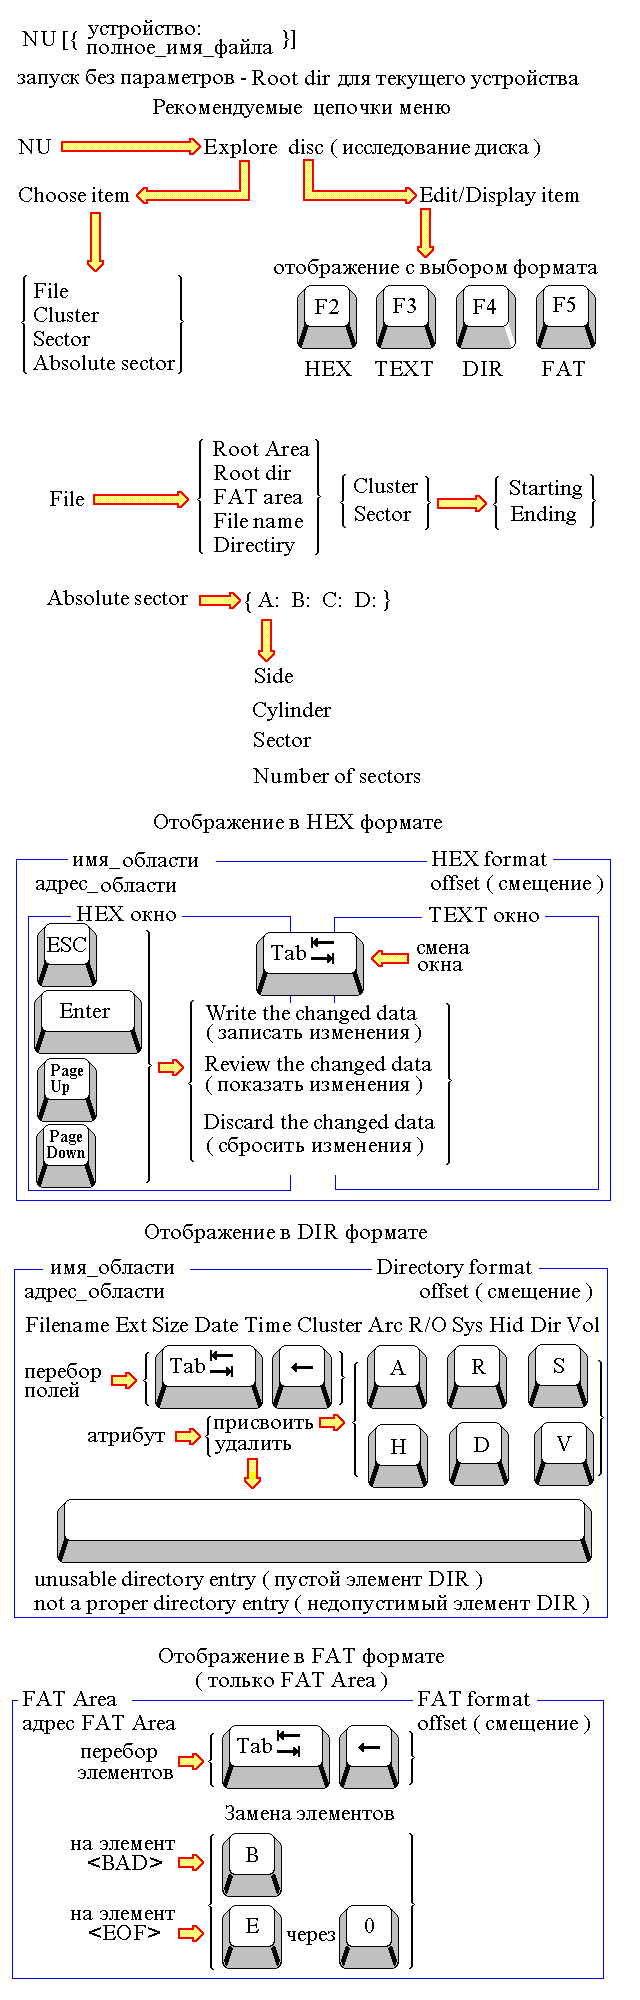 NU [{ устройство: }]
полное_имя_файла
запуск без параметров - Root dir для текущего устройства
Рекомендуемые цепочки меню
NU Explore disc ( исследование диска )
Choose item Edit/Display item
отображение с выбором формата
File
Cluster
Sector
Absolute sector
F2 F3 F4 F5
HEX TEXT DIR FAT
Root Area
Root dir
File FAT area
File name
Directiry
Cluster
Sector
Starting
Ending
Absolute sector { A: B: C: D: }
Side
Cylinder
Sector
Number of sectors
Отображение в HEX формате
имя_области HEX format
адрес_области offset ( смещение )
HEX окно TEXT окно
ESC
Tab
смена
окна
Enter
Page
Up
Page
Down
Write the changed data
( записать изменения )
Review the changed data
( показать изменения )
Discard the changed data
( сбросить изменения )
Отображение в DIR формате
имя_области Directory format
адрес_области offset ( смещение )
Filename Ext Size Date Time Cluster Arc R/O Sys Hid Dir Vol
перебор
полей
Tab ←
A R S
атрибут
присвоить
удалить
H D V
unusable directory entry ( пустой элемент DIR )
not a proper directory entry ( недопустимый элемент DIR )
Отображение в FAT формате
( только FAT Area )
FAT Area FAT format
адрес FAT Area offset ( смещение )
перебор
элементов
Tab ←
Замена элементов
на элемент
<BAD>
B
на элемент
<EOF>
E через 0